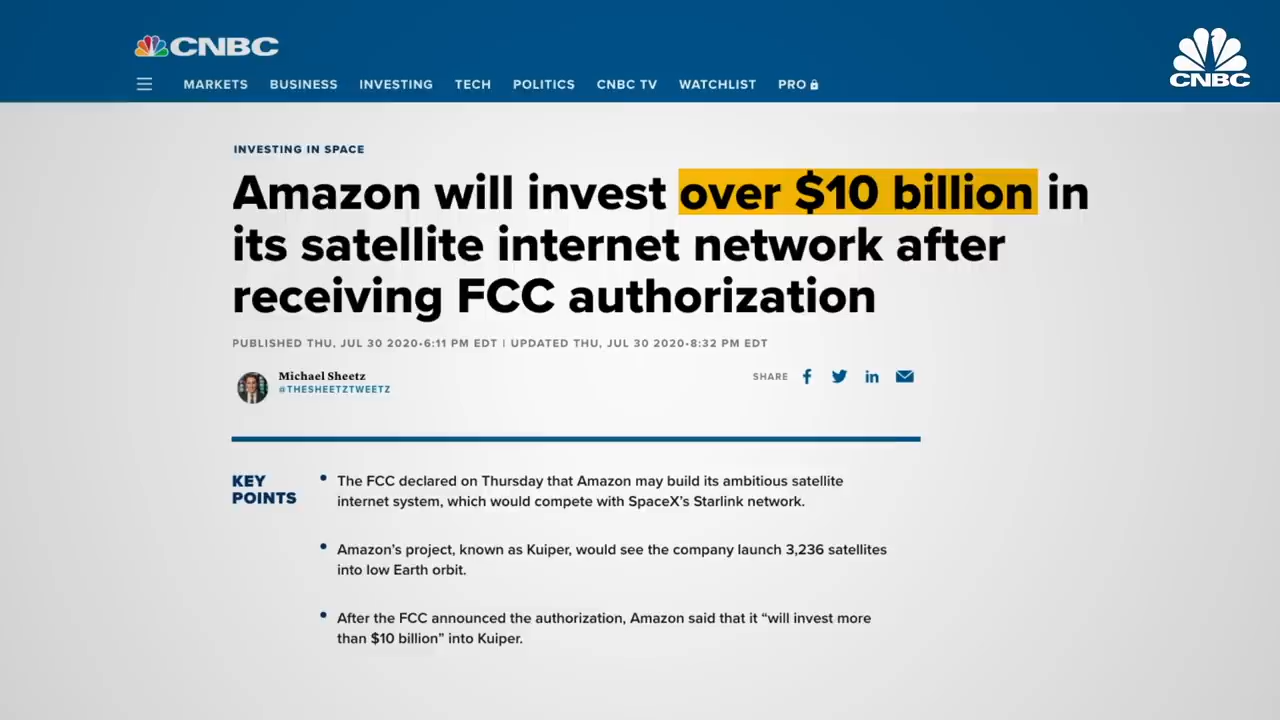 CNBC
CNBC
MARKETS BUSINESS INVESTING TECH POLITICS CNBC TV WATCHLIST PRO
INVESTING IN SPACE
Amazon will invest over $10 billion in
its satellite internet network after
receiving FCC authorization
PUBLISHED THU, JUL 30 2020•6:11 PM EDT | UPDATED THU, JUL 30 2020•8:32 PM EDT
Michael Sheetz
@THESHEETZTWEETZ
SHARE
KEY
POINTS
• The FCC declared on Thursday that Amazon may build its ambitious satellite
internet system, which would compete with SpaceX's Starlink network.
• Amazon's project, known as Kuiper, would see the company launch 3,236 satellites
into low Earth orbit.
• After the FCC announced the authorization, Amazon said that it “will invest more
than $10 billion” into Kuiper.